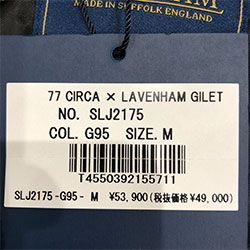 MADE IN SUFFOLK ENGLAND
77 CIRCA × LAVENHAM GILET
NO. SLJ2175
COL. G95 SIZE. M
T4550392155711
SLJ2175-G95- M ¥53,900(税抜価格¥49,000)